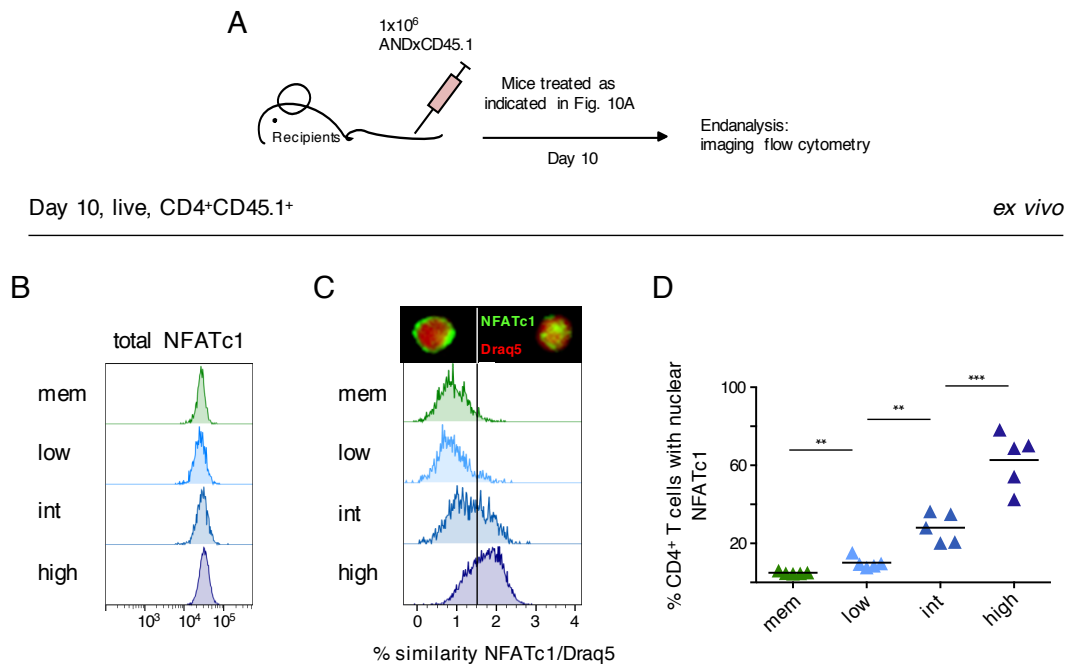 A
1x10⁶
ANDxCD45.1
Mice treated as
indicated in Fig. 10A
Recipients
Day 10
Endanalysis:
imaging flow cytometry
Day 10, live, CD4⁺CD45.1⁺
ex vivo
B
total NFATc1
mem
low
int
high
10³ 10⁴ 10⁵
C
NFATc1
Draq5
mem
low
int
high
0 1 2 3 4
% similarity NFATc1/Draq5
D
% CD4⁺ T cells with nuclear
NFATc1
100
60
20
**
**
***
mem
low
int
high